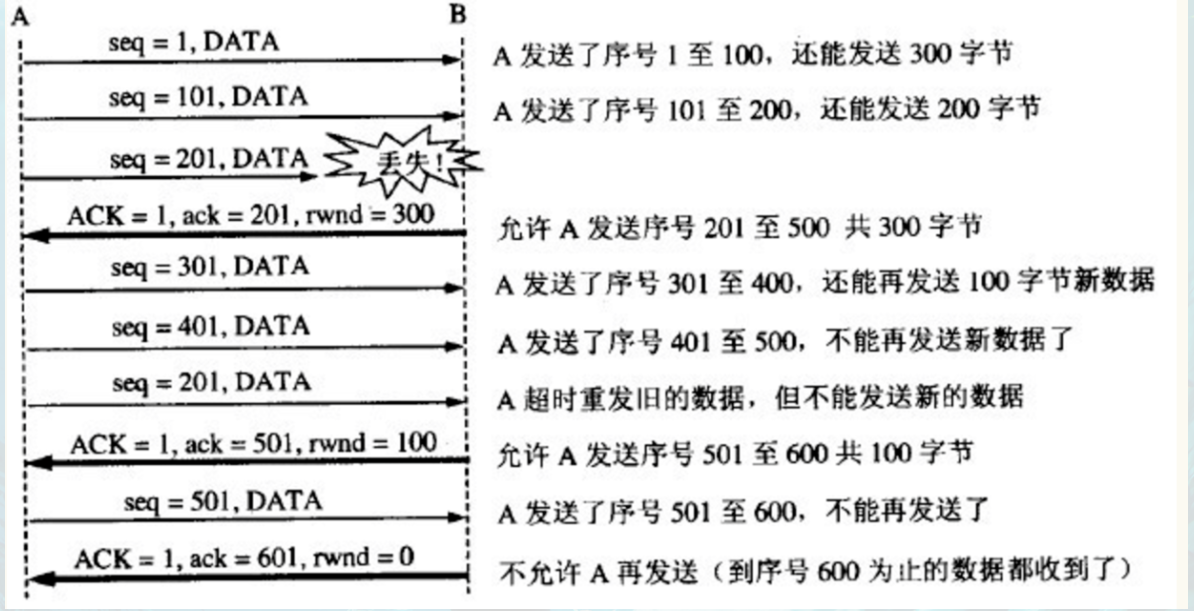 A B
seq = 1, DATA
A 发送了序号 1 至 100，还能发送 300 字节
seq = 101, DATA
A 发送了序号 101 至 200，还能发送 200 字节
seq = 201, DATA 丢失！
ACK = 1, ack = 201, rwnd = 300
允许 A 发送序号 201 至 500 共 300 字节
seq = 301, DATA
A 发送了序号 301 至 400，还能再发送 100 字节新数据
seq = 401, DATA
A 发送了序号 401 至 500，不能再发送新数据了
seq = 201, DATA
A 超时重发旧的数据，但不能发送新的数据
ACK = 1, ack = 501, rwnd = 100
允许 A 发送序号 501 至 600 共 100 字节
seq = 501, DATA
A 发送了序号 501 至 600，不能再发送了
ACK = 1, ack = 601, rwnd = 0
不允许 A 再发送（到序号 600 为止的数据都收到了）